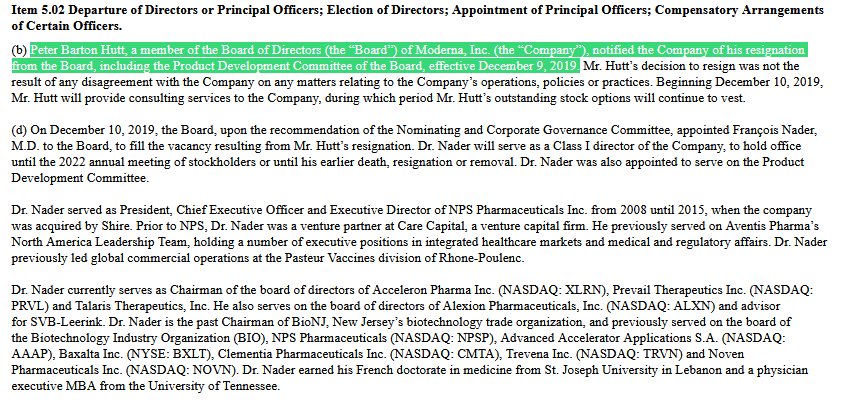 Item 5.02 Departure of Directors or Principal Officers; Election of Directors; Appointment of Principal Officers; Compensatory Arrangements
of Certain Officers.
(b) Peter Barton Hutt, a member of the Board of Directors (the “Board”) of Moderna, Inc. (the “Company”), notified the Company of his resignation
from the Board, including the Product Development Committee of the Board, effective December 9, 2019. Mr. Hutt’s decision to resign was not the
result of any disagreement with the Company on any matters relating to the Company’s operations, policies or practices. Beginning December 10, 2019,
Mr. Hutt will provide consulting services to the Company, during which period Mr. Hutt’s outstanding stock options will continue to vest.
(d) On December 10, 2019, the Board, upon the recommendation of the Nominating and Corporate Governance Committee, appointed François Nader,
M.D. to the Board, to fill the vacancy resulting from Mr. Hutt’s resignation. Dr. Nader will serve as a Class I director of the Company, to hold office
until the 2022 annual meeting of stockholders or until his earlier death, resignation or removal. Dr. Nader was also appointed to serve on the Product
Development Committee.
Dr. Nader served as President, Chief Executive Officer and Executive Director of NPS Pharmaceuticals Inc. from 2008 until 2015, when the company
was acquired by Shire. Prior to NPS, Dr. Nader was a venture partner at Care Capital, a venture capital firm. He previously served on Aventis Pharma’s
North America Leadership Team, holding a number of executive positions in integrated healthcare markets and medical and regulatory affairs. Dr. Nader
previously led global commercial operations at the Pasteur Vaccines division of Rhone-Poulenc.
Dr. Nader currently serves as Chairman of the board of directors of Acceleron Pharma Inc. (NASDAQ: XLRN), Prevail Therapeutics Inc. (NASDAQ:
PRVL) and Talaris Therapeutics, Inc. He also serves on the board of directors of Alexion Pharmaceuticals, Inc. (NASDAQ: ALXN) and advisor
for SVB-Leerink. Dr. Nader is the past Chairman of BioNJ, New Jersey’s biotechnology trade organization, and previously served on the board of
the Biotechnology Industry Organization (BIO), NPS Pharmaceuticals (NASDAQ: NPSP), Advanced Accelerator Applications S.A. (NASDAQ:
AAAP), Baxalta Inc. (NYSE: BXLT), Clementia Pharmaceuticals Inc. (NASDAQ: CMTA), Trevena Inc. (NASDAQ: TRVN) and Noven
Pharmaceuticals Inc. (NASDAQ: NOVN). Dr. Nader earned his French doctorate in medicine from St. Joseph University in Lebanon and a physician
executive MBA from the University of Tennessee.